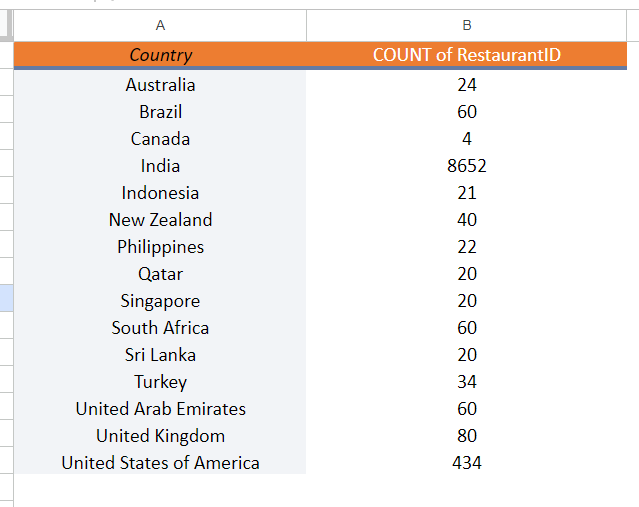 A B
Country COUNT of RestaurantID
Australia 24
Brazil 60
Canada 4
India 8652
Indonesia 21
New Zealand 40
Philippines 22
Qatar 20
Singapore 20
South Africa 60
Sri Lanka 20
Turkey 34
United Arab Emirates 60
United Kingdom 80
United States of America 434